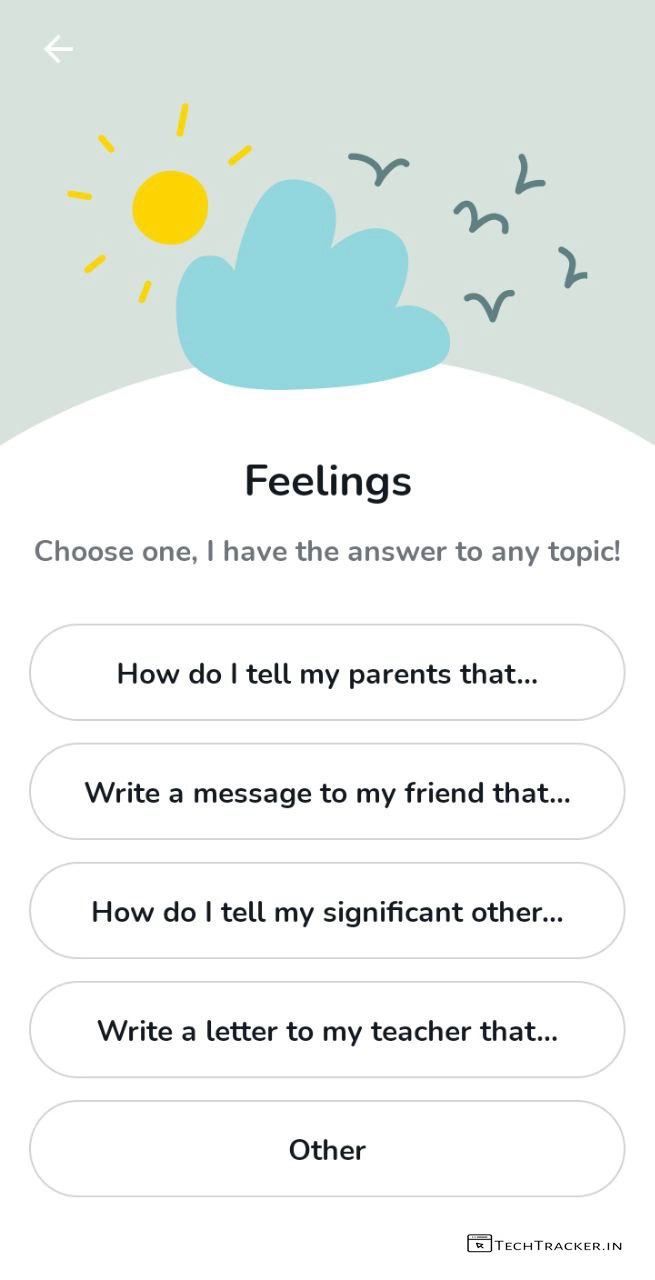 Feelings
Choose one, I have the answer to any topic!
How do I tell my parents that...
Write a message to my friend that...
How do I tell my significant other...
Write a letter to my teacher that...
Other
TECHTRACKER.IN